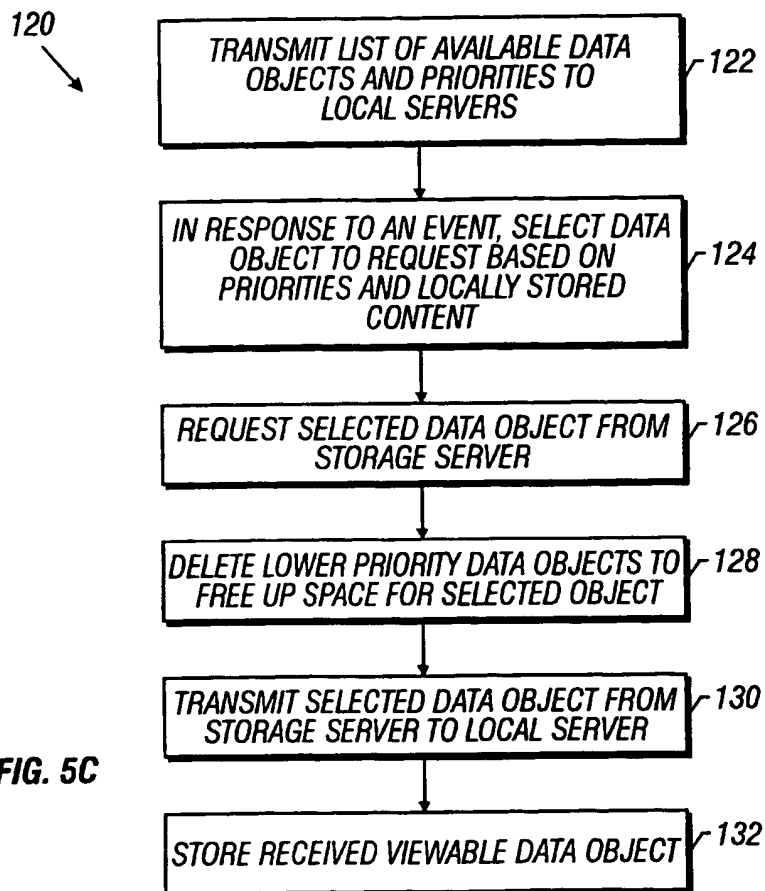 120
TRANSMIT LIST OF AVAILABLE DATA
OBJECTS AND PRIORITIES TO
LOCAL SERVERS
122
IN RESPONSE TO AN EVENT, SELECT DATA
OBJECT TO REQUEST BASED ON
PRIORITIES AND LOCALLY STORED
CONTENT
124
REQUEST SELECTED DATA OBJECT FROM
STORAGE SERVER
126
DELETE LOWER PRIORITY DATA OBJECTS TO
FREE UP SPACE FOR SELECTED OBJECT
128
TRANSMIT SELECTED DATA OBJECT FROM
STORAGE SERVER TO LOCAL SERVER
130
FIG. 5C
STORE RECEIVED VIEWABLE DATA OBJECT
132